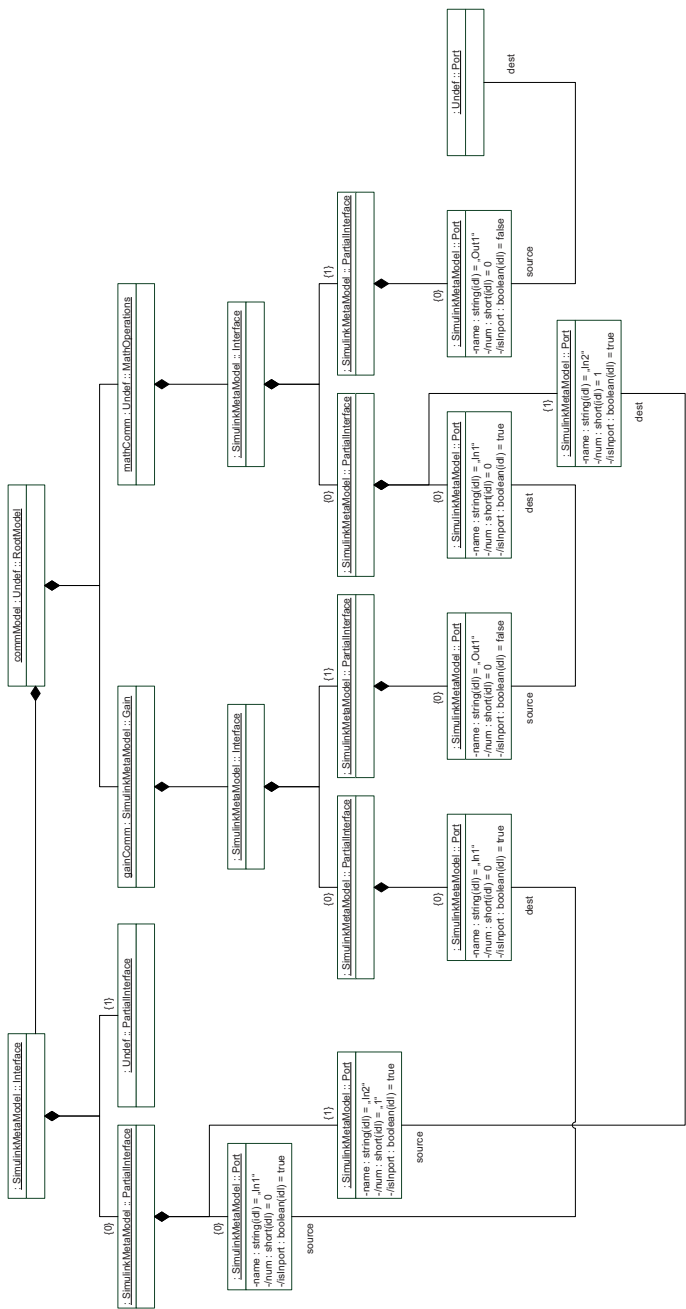 : SimulinkMetaModel :: Interface
commModel : Undef :: RootModel
{0}
: SimulinkMetaModel :: PartialInterface
{1}
: Undef :: PartialInterface
gainComm : SimulinkMetaModel :: Gain
mathComm : Undef :: MathOperations
{0}
: SimulinkMetaModel :: Port
-name : string(idl) = „In1“
-/num : short(idl) = 0
-/isInport : boolean(idl) = true
source
: SimulinkMetaModel :: Interface
: SimulinkMetaModel :: Interface
{1}
: SimulinkMetaModel :: Port
-name : string(idl) = „In2“
-/num : short(idl) = „1“
-/isInport : boolean(idl) = true
source
{0}
: SimulinkMetaModel :: PartialInterface
{1}
: SimulinkMetaModel :: PartialInterface
{0}
: SimulinkMetaModel :: PartialInterface
{1}
: SimulinkMetaModel :: PartialInterface
{0}
: SimulinkMetaModel :: Port
-name : string(idl) = „In1“
-/num : short(idl) = 0
-/isInport : boolean(idl) = true
dest
{0}
: SimulinkMetaModel :: Port
-name : string(idl) = „Out1“
-/num : short(idl) = 0
-/isInport : boolean(idl) = false
source
{0}
: SimulinkMetaModel :: Port
-name : string(idl) = „In1“
-/num : short(idl) = 0
-/isInport : boolean(idl) = true
dest
{0}
: SimulinkMetaModel :: Port
-name : string(idl) = „Out1“
-/num : short(idl) = 0
-/isInport : boolean(idl) = false
source
: Undef :: Port
dest
{1}
: SimulinkMetaModel :: Port
-name : string(idl) = „In2“
-/num : short(idl) = 1
-/isInport : boolean(idl) = true
dest